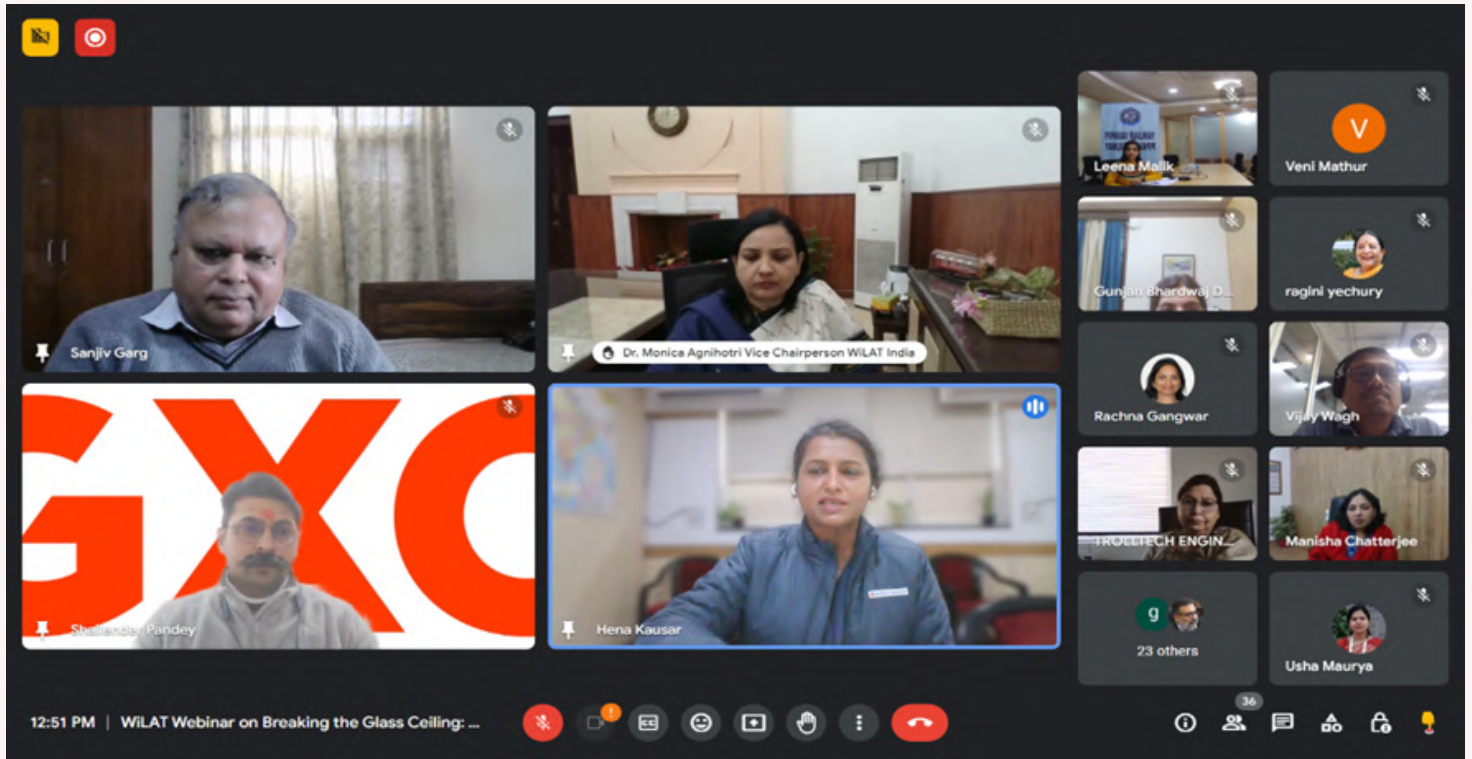 GXO
Sanjiv Garg
Dr. Monica Agnihotri Vice Chairperson WiLAT India
Shailender Pandey
Hena Kausar
Leena Malik
V
Veni Mathur
Gunjan Bhardwaj D...
ragini yechury
Rachna Gangwar
Vijay Wagh
TROLLTECH ENGIN...
Manisha Chatterjee
g
23 others
Usha Maurya
12:51 PM | WiLAT Webinar on Breaking the Glass Ceiling: ...
CC
!
36